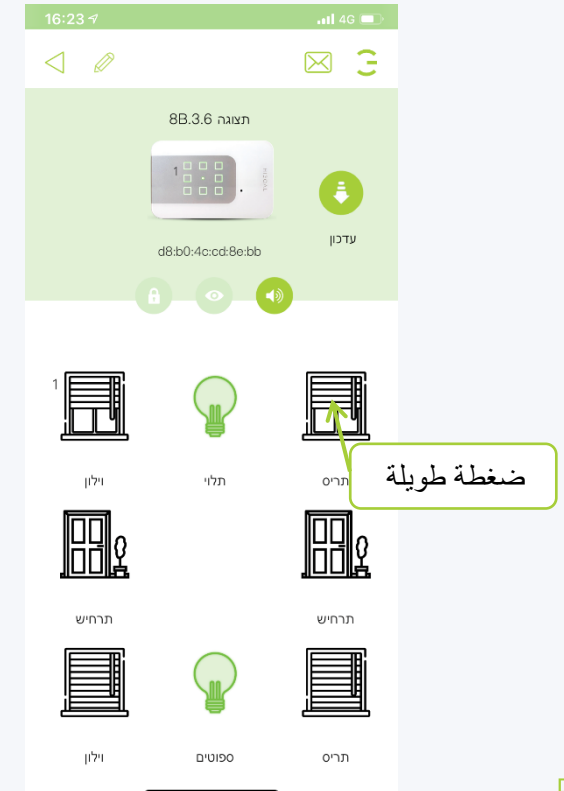 16:23
4G
תצוגה 8B.3.6
1
עדכון
d8:b0:4c:cd:8e:bb
1
תריס
תלוי
וילון
ضغطة طويلة
תרחיש
תרחיש
תריס
ספוטים
וילון